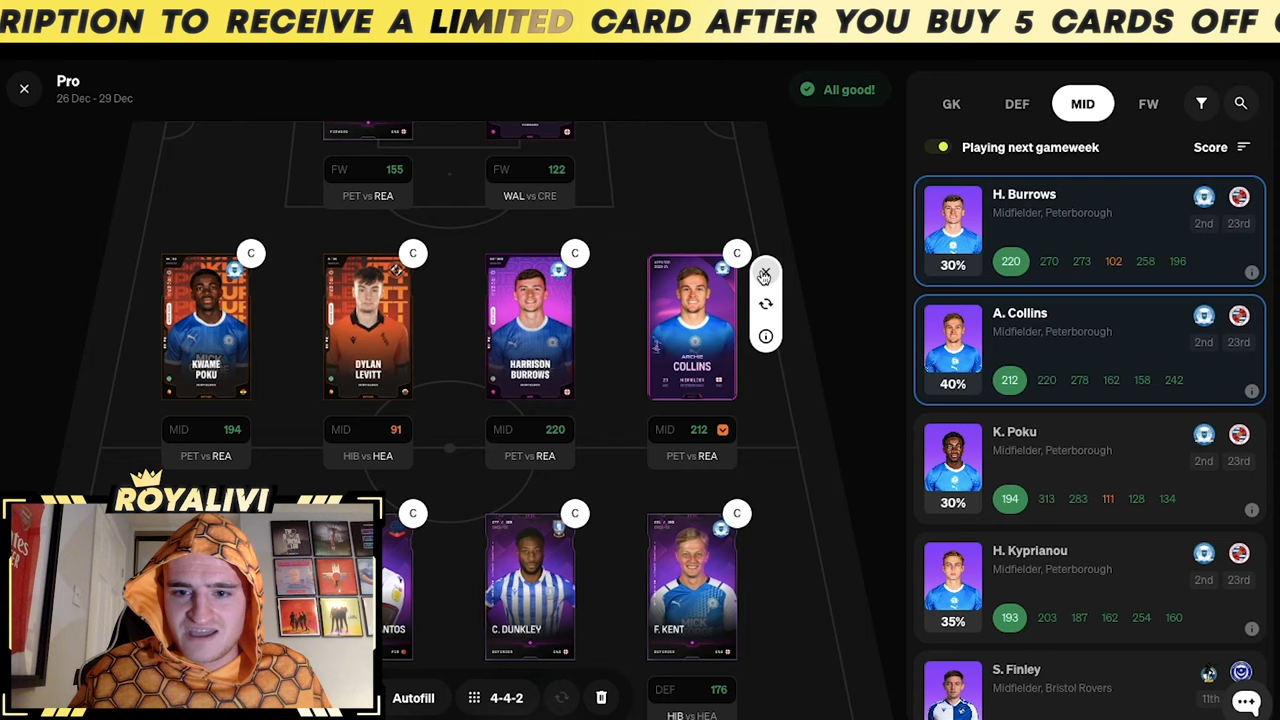 RIPTION TO RECEIVE A LIMITED CARD AFTER YOU BUY 5 CARDS OFF
Pro
26 Dec - 29 Dec
All good!
FW 155
PET vs REA
FW 122
WAL vs CRE
C
C
C
C
KWAME
POKU
DYLAN
LEVITT
HARRISON
BURROWS
ARCHIE
COLLINS
MID 194
PET vs REA
MID 91
HIB vs HEA
MID 220
PET vs REA
MID 212
PET vs REA
C
C
C
NTOS
C. DUNKLEY
F. KENT
DEF 176
HIB vs HEA
Autofill
4-4-2
ROYALIVI
GK DEF MID FW
Playing next gameweek
Score
H. Burrows
Midfielder, Peterborough
2nd 23rd
30%
220 270 273 102 258 196
A. Collins
Midfielder, Peterborough
2nd 23rd
40%
212 220 278 162 158 242
K. Poku
Midfielder, Peterborough
2nd 23rd
30%
194 313 283 111 128 134
H. Kyprianou
Midfielder, Peterborough
2nd 23rd
35%
193 203 187 162 254 160
S. Finley
Midfielder, Bristol Rovers
11th